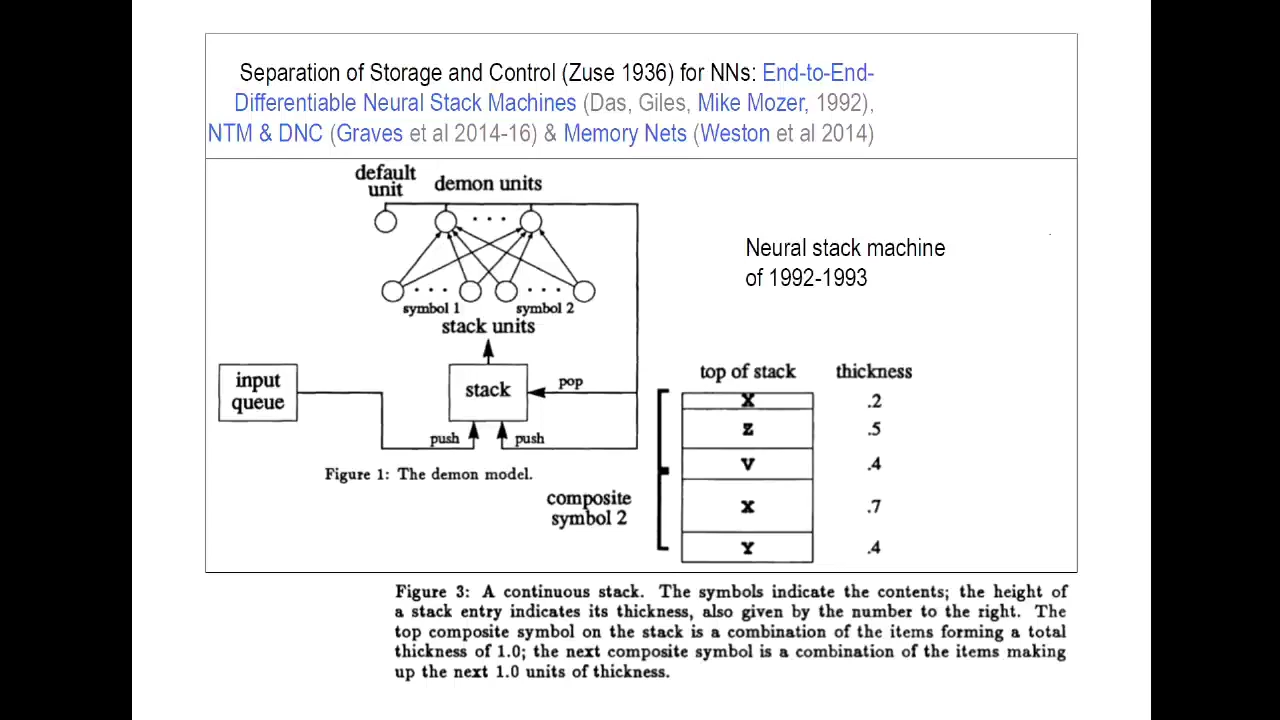 Separation of Storage and Control (Zuse 1936) for NNs: End-to-End-
Differentiable Neural Stack Machines (Das, Giles, Mike Mozer, 1992),
NTM & DNC (Graves et al 2014-16) & Memory Nets (Weston et al 2014)
default
unit
demon units
symbol 1
symbol 2
stack units
input
queue
stack
pop
push
push
Figure 1: The demon model.
Neural stack machine
of 1992-1993
top of stack
thickness
X
.2
Z
.5
V
.4
X
.7
Y
.4
composite
symbol 2
Figure 3: A continuous stack. The symbols indicate the contents; the height of
a stack entry indicates its thickness, also given by the number to the right. The
top composite symbol on the stack is a combination of the items forming a total
thickness of 1.0; the next composite symbol is a combination of the items making
up the next 1.0 units of thickness.